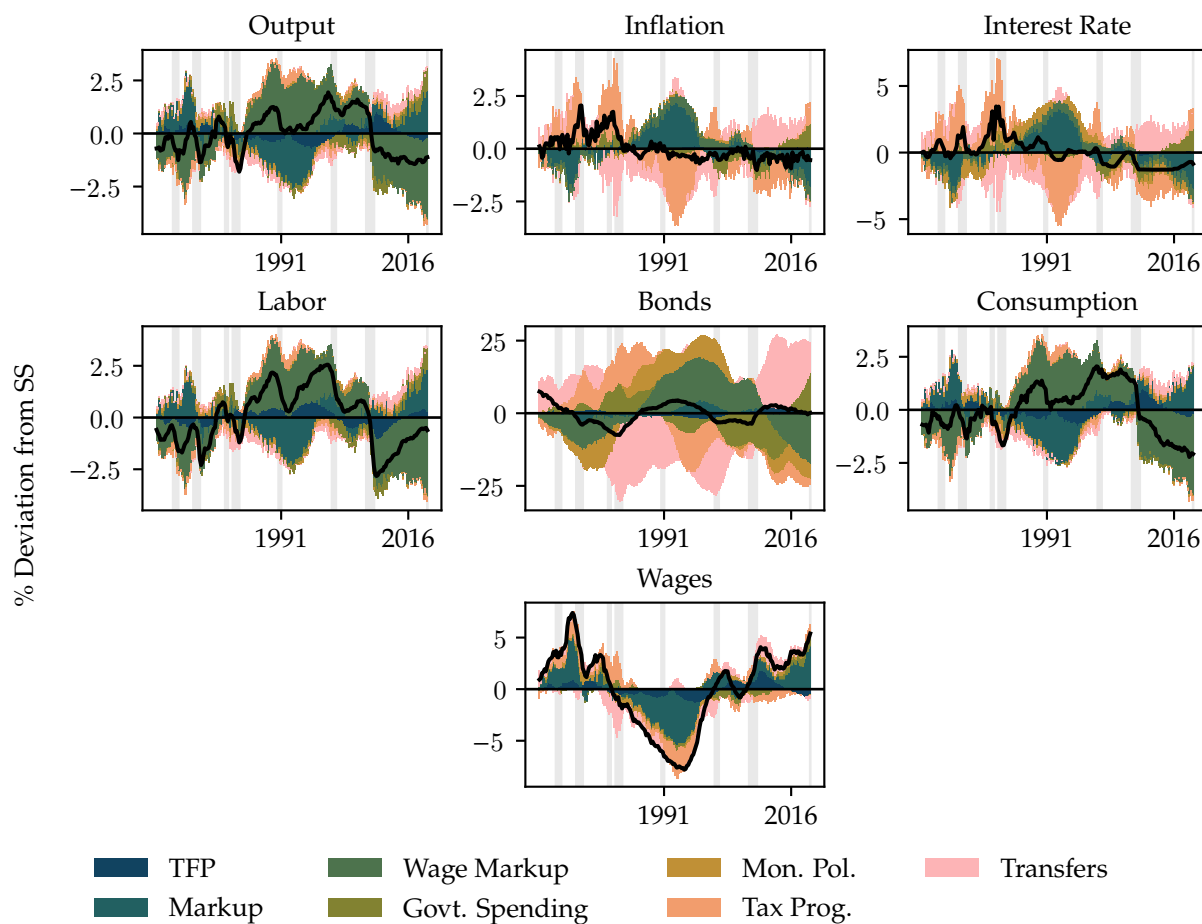 Output Inflation Interest Rate
2.5 2.5 5
0.0 0.0 0
−2.5 −2.5 −5
1991 2016 1991 2016 1991 2016
Labor Bonds Consumption
2.5 25 2.5
0.0 0 0.0
−2.5 −25 −2.5
1991 2016 1991 2016 1991 2016
% Deviation from SS
Wages
5
0
−5
1991 2016
TFP Wage Markup Mon. Pol. Transfers
Markup Govt. Spending Tax Prog.